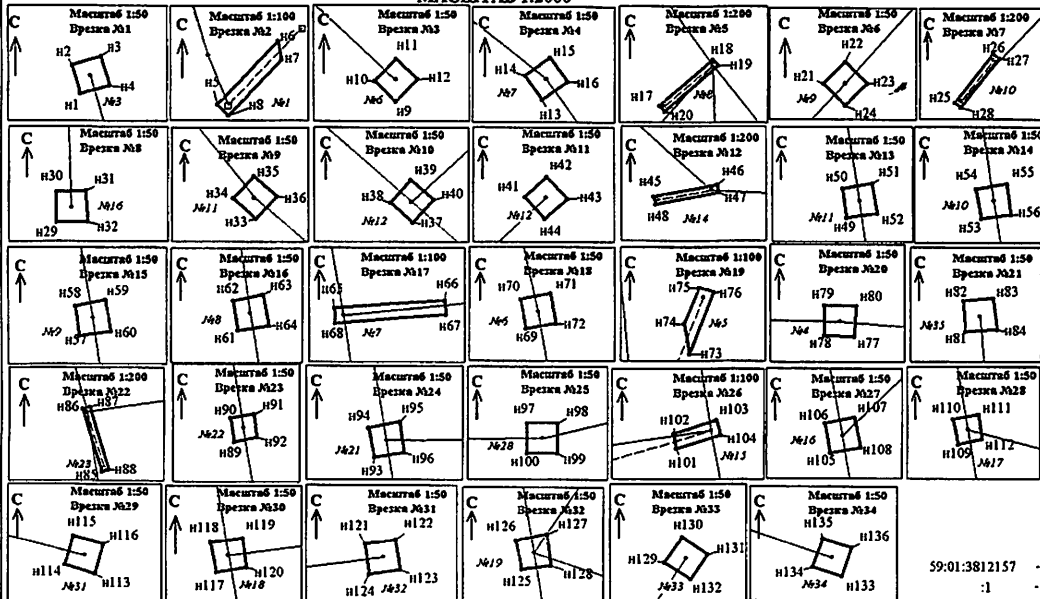 МАСШТАБ 1:2000
Масштаб 1:50
Врезка №1
С
Н2
Н3
Н4
Н1
№3
Масштаб 1:100
Врезка №2
С
Н6
Н7
Н5
Н8
№1
Масштаб 1:50
Врезка №3
С
Н11
Н10
Н12
№6
Н9
Масштаб 1:50
Врезка №4
С
Н15
Н14
Н16
№7
Н13
Масштаб 1:200
Врезка №5
С
Н18
Н19
Н17
№8
Н20
Масштаб 1:50
Врезка №6
С
Н22
Н21
Н23
№9
Н24
Масштаб 1:200
Врезка №7
С
Н26
Н27
Н25
№10
Н28
Масштаб 1:50
Врезка №8
С
Н30
Н31
№16
Н32
Н29
Масштаб 1:50
Врезка №9
С
Н35
Н34
Н36
№11
Н33
Масштаб 1:50
Врезка №10
С
Н39
Н38
Н40
№12
Н37
Масштаб 1:50
Врезка №11
С
Н42
Н41
Н43
№12
Н44
Масштаб 1:200
Врезка №12
С
Н46
Н45
Н47
Н48
№14
Масштаб 1:50
Врезка №13
С
Н50
Н51
№11
Н52
Н49
Масштаб 1:50
Врезка №14
С
Н54
Н55
№10
Н56
Н53
Масштаб 1:50
Врезка №15
С
Н58
Н59
№9
Н60
Н57
Масштаб 1:50
Врезка №16
С
Н62
Н63
№8
Н64
Н61
Масштаб 1:100
Врезка №17
С
Н65
Н66
Н68
№7
Н67
Масштаб 1:50
Врезка №18
С
Н70
Н71
№6
Н72
Н69
Масштаб 1:100
Врезка №19
С
Н75
Н76
Н74
№5
Н73
Масштаб 1:50
Врезка №20
С
Н79
Н80
№4
Н78
Н77
Масштаб 1:50
Врезка №21
С
Н82
Н83
№35
Н81
Н84
Масштаб 1:200
Врезка №22
С
Н86
Н87
№23
Н88
Н85
Масштаб 1:50
Врезка №23
С
Н90
Н91
№22
Н92
Н89
Масштаб 1:50
Врезка №24
С
Н94
Н95
№21
Н96
Н93
Масштаб 1:50
Врезка №25
С
Н97
Н98
№28
Н100
Н99
Масштаб 1:100
Врезка №26
С
Н102
Н103
Н104
Н101
№15
Масштаб 1:50
Врезка №27
С
Н106
Н107
№16
Н108
Н105
Масштаб 1:50
Врезка №28
С
Н110
Н111
Н112
Н109
№17
Масштаб 1:50
Врезка №29
С
Н115
Н116
Н114
№31
Н113
Масштаб 1:50
Врезка №30
С
Н118
Н119
Н120
Н117
№18
Масштаб 1:50
Врезка №31
С
Н121
Н122
Н123
Н124
№32
Масштаб 1:50
Врезка №32
С
Н126
Н127
№19
Н128
Н125
Масштаб 1:50
Врезка №33
С
Н130
Н129
Н131
№33
Н132
Масштаб 1:50
Врезка №34
С
Н135
Н136
Н134
№34
Н133
59:01:3812157
:1